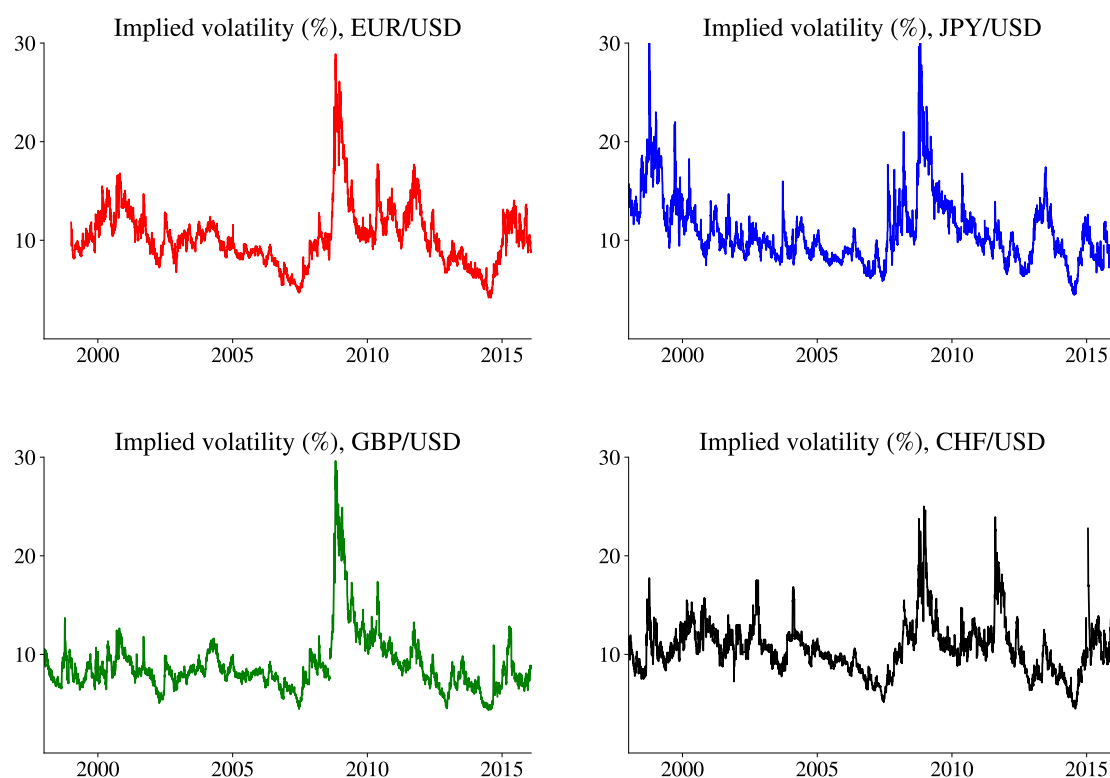 Implied volatility (%), EUR/USD
30
20
10
2000 2005 2010 2015
Implied volatility (%), JPY/USD
30
20
10
2000 2005 2010 2015
Implied volatility (%), GBP/USD
30
20
10
2000 2005 2010 2015
Implied volatility (%), CHF/USD
30
20
10
2000 2005 2010 2015